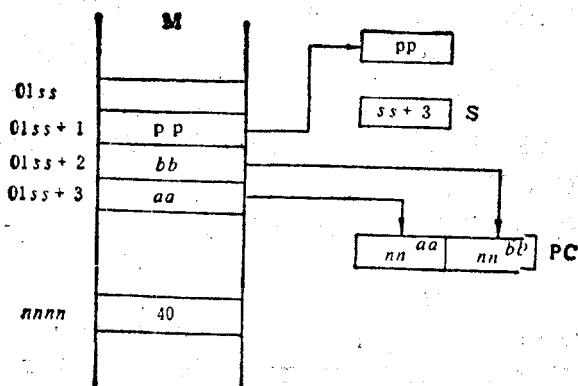 M
pp
01ss
ss + 3 S
01ss + 1 pp
01ss + 2 bb
01ss + 3 aa
nn aa nn bb PC
nnnn 40